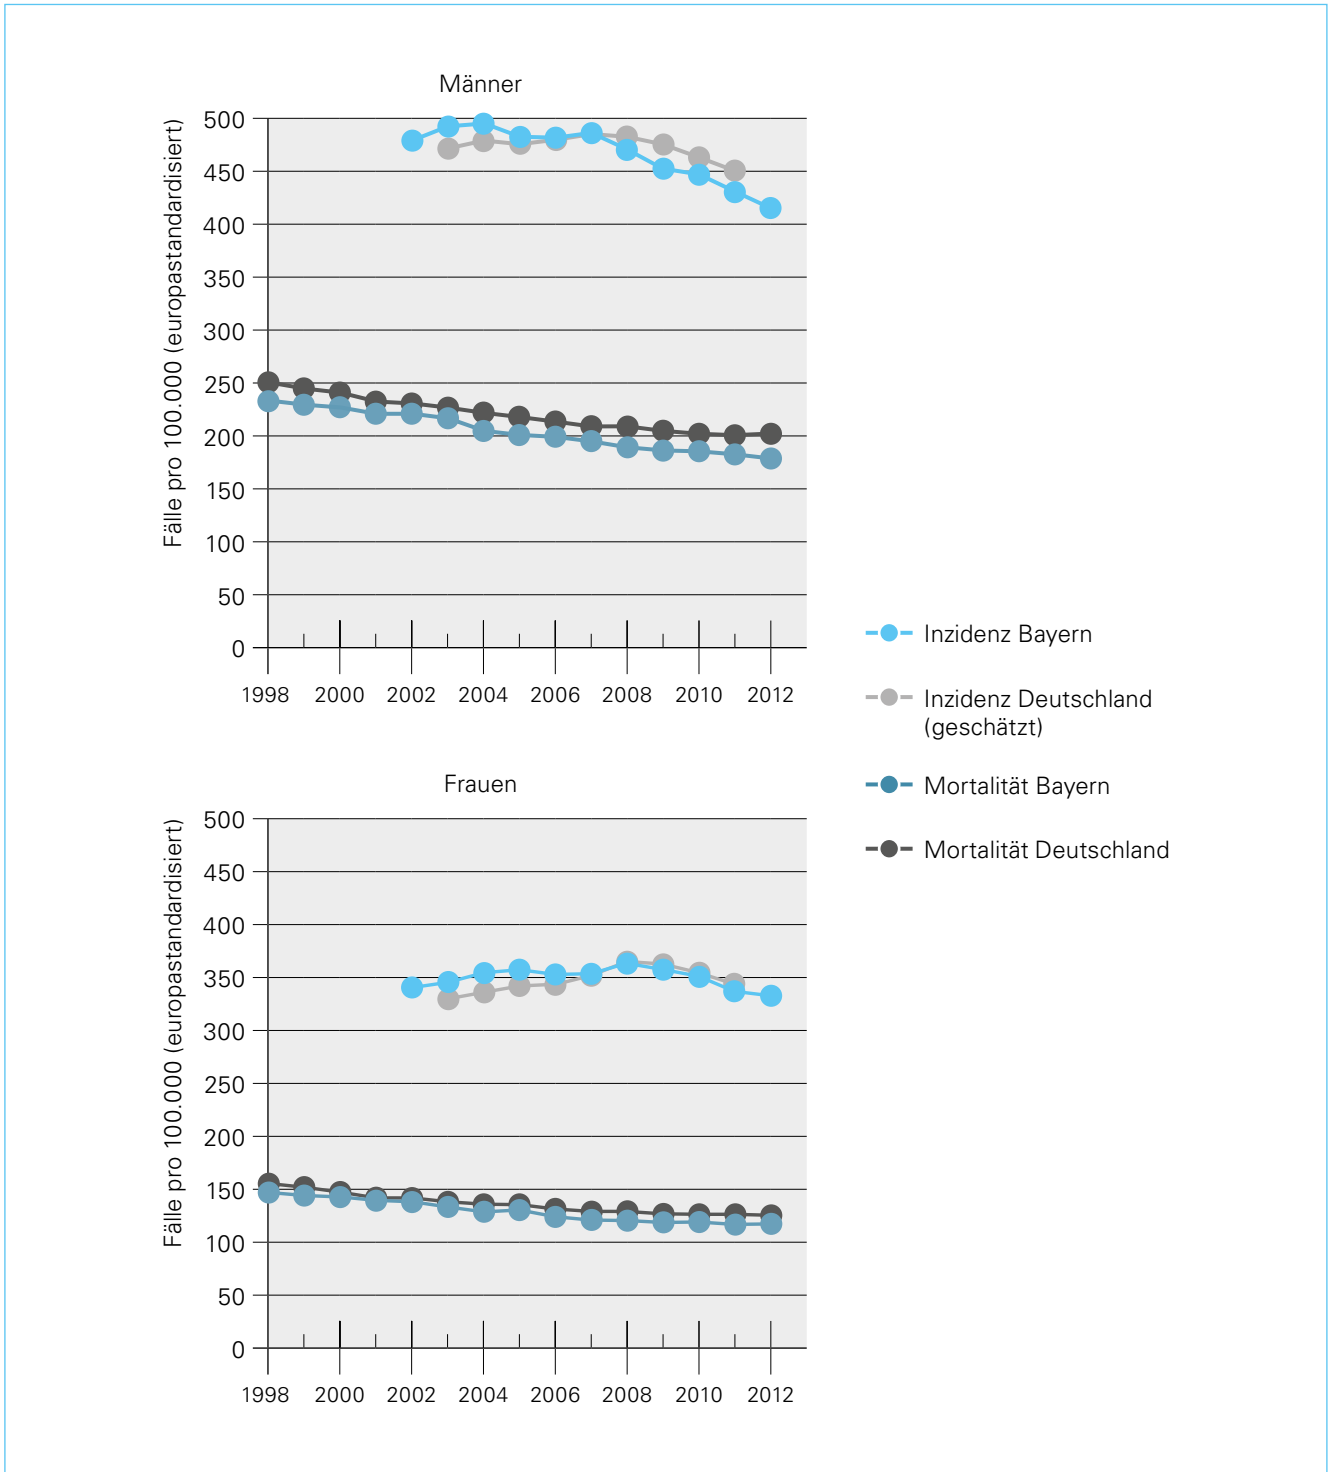 Männer
Fälle pro 100.000 (europastandardisiert)
500
450
400
350
300
250
200
150
100
50
0
1998 2000 2002 2004 2006 2008 2010 2012
Inzidenz Bayern
Inzidenz Deutschland
(geschätzt)
Mortalität Bayern
Mortalität Deutschland
Frauen
Fälle pro 100.000 (europastandardisiert)
500
450
400
350
300
250
200
150
100
50
0
1998 2000 2002 2004 2006 2008 2010 2012